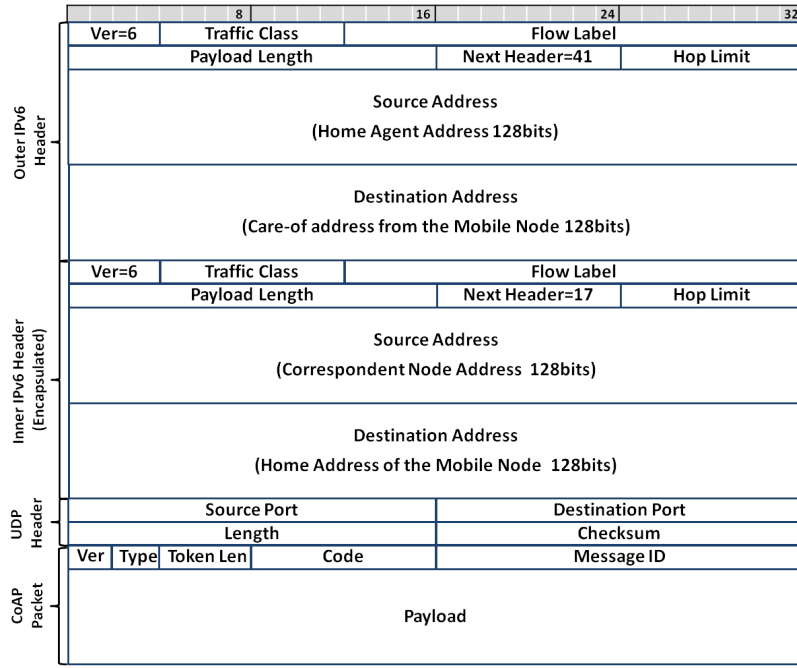 8 16 24 32
Ver=6 Traffic Class Flow Label
Payload Length Next Header=41 Hop Limit
Outer IPv6
Header
Source Address
(Home Agent Address 128bits)
Destination Address
(Care-of address from the Mobile Node 128bits)
Ver=6 Traffic Class Flow Label
Payload Length Next Header=17 Hop Limit
Inner IPv6 Header
(Encapsulated)
Source Address
(Correspondent Node Address 128bits)
Destination Address
(Home Address of the Mobile Node 128bits)
UDP
Header
Source Port Destination Port
Length Checksum
CoAP
Packet
Ver Type Token Len Code Message ID
Payload